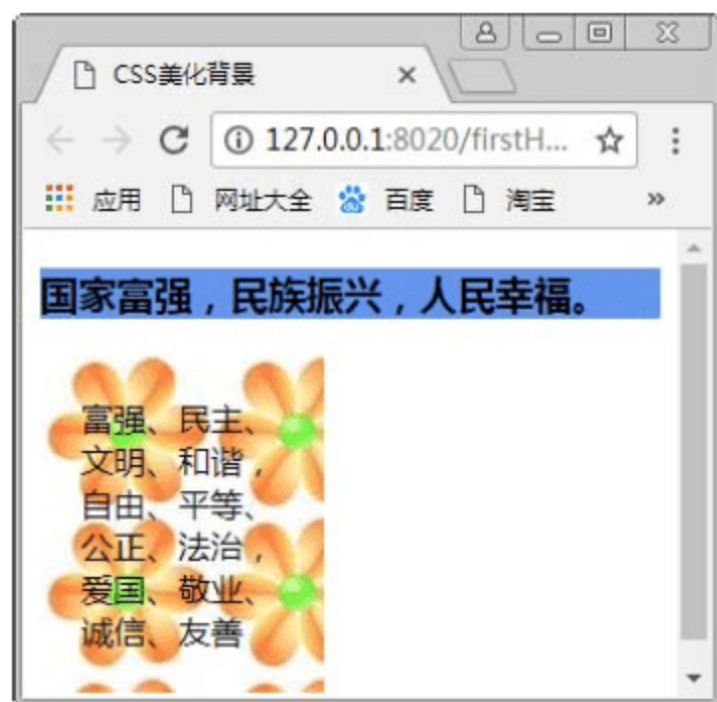 CSS美化背景
127.0.0.1:8020/firstH...
应用 网址大全 百度 淘宝 »
国家富强，民族振兴，人民幸福。
富强、民主、
文明、和谐，
自由、平等、
公正、法治，
爱国、敬业、
诚信、友善